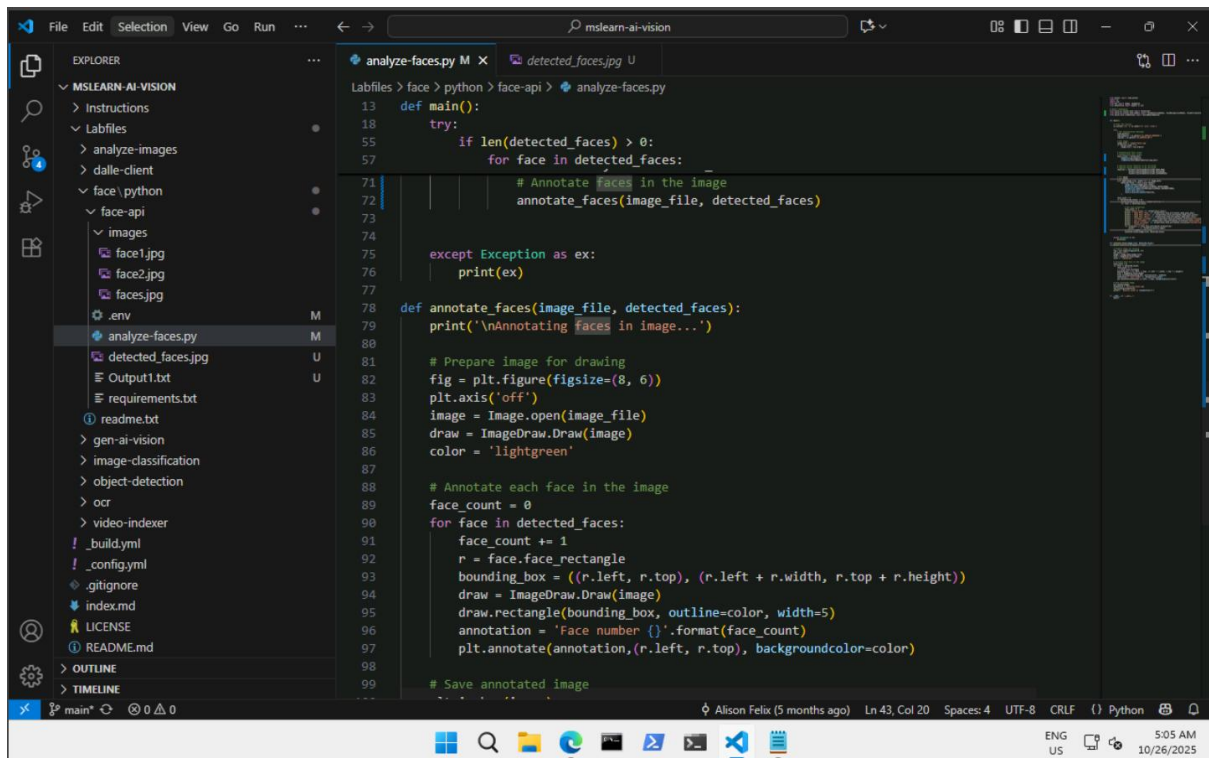 File Edit Selection View Go Run ··· mslearn-ai-vision
EXPLORER
MSLEARN-AI-VISION
Instructions
Labfiles
analyze-images
dalle-client
face\python
face-api
images
face1.jpg
face2.jpg
faces.jpg
.env M
analyze-faces.py M
detected_faces.jpg U
Output1.txt U
requirements.txt
readme.txt
gen-ai-vision
image-classification
object-detection
ocr
video-indexer
_build.yml
_config.yml
.gitignore
index.md
LICENSE
README.md
OUTLINE
TIMELINE
4
analyze-faces.py M detected_faces.jpg U
Labfiles > face > python > face-api > analyze-faces.py
13 def main():
18 try:
55 if len(detected_faces) > 0:
57 for face in detected_faces:
71 # Annotate faces in the image
72 annotate_faces(image_file, detected_faces)
73
74
75 except Exception as ex:
76 print(ex)
77
78 def annotate_faces(image_file, detected_faces):
79 print('\nAnnotating faces in image...')
80
81 # Prepare image for drawing
82 fig = plt.figure(figsize=(8, 6))
83 plt.axis('off')
84 image = Image.open(image_file)
85 draw = ImageDraw.Draw(image)
86 color = 'lightgreen'
87
88 # Annotate each face in the image
89 face_count = 0
90 for face in detected_faces:
91 face_count += 1
92 r = face.face_rectangle
93 bounding_box = ((r.left, r.top), (r.left + r.width, r.top + r.height))
94 draw = ImageDraw.Draw(image)
95 draw.rectangle(bounding_box, outline=color, width=5)
96 annotation = 'Face number {}'.format(face_count)
97 plt.annotate(annotation,(r.left, r.top), backgroundcolor=color)
98
99 # Save annotated image
main* 0 0 Alison Felix (5 months ago) Ln 43, Col 20 Spaces: 4 UTF-8 CRLF {} Python
ENG
US
5:05 AM
10/26/2025